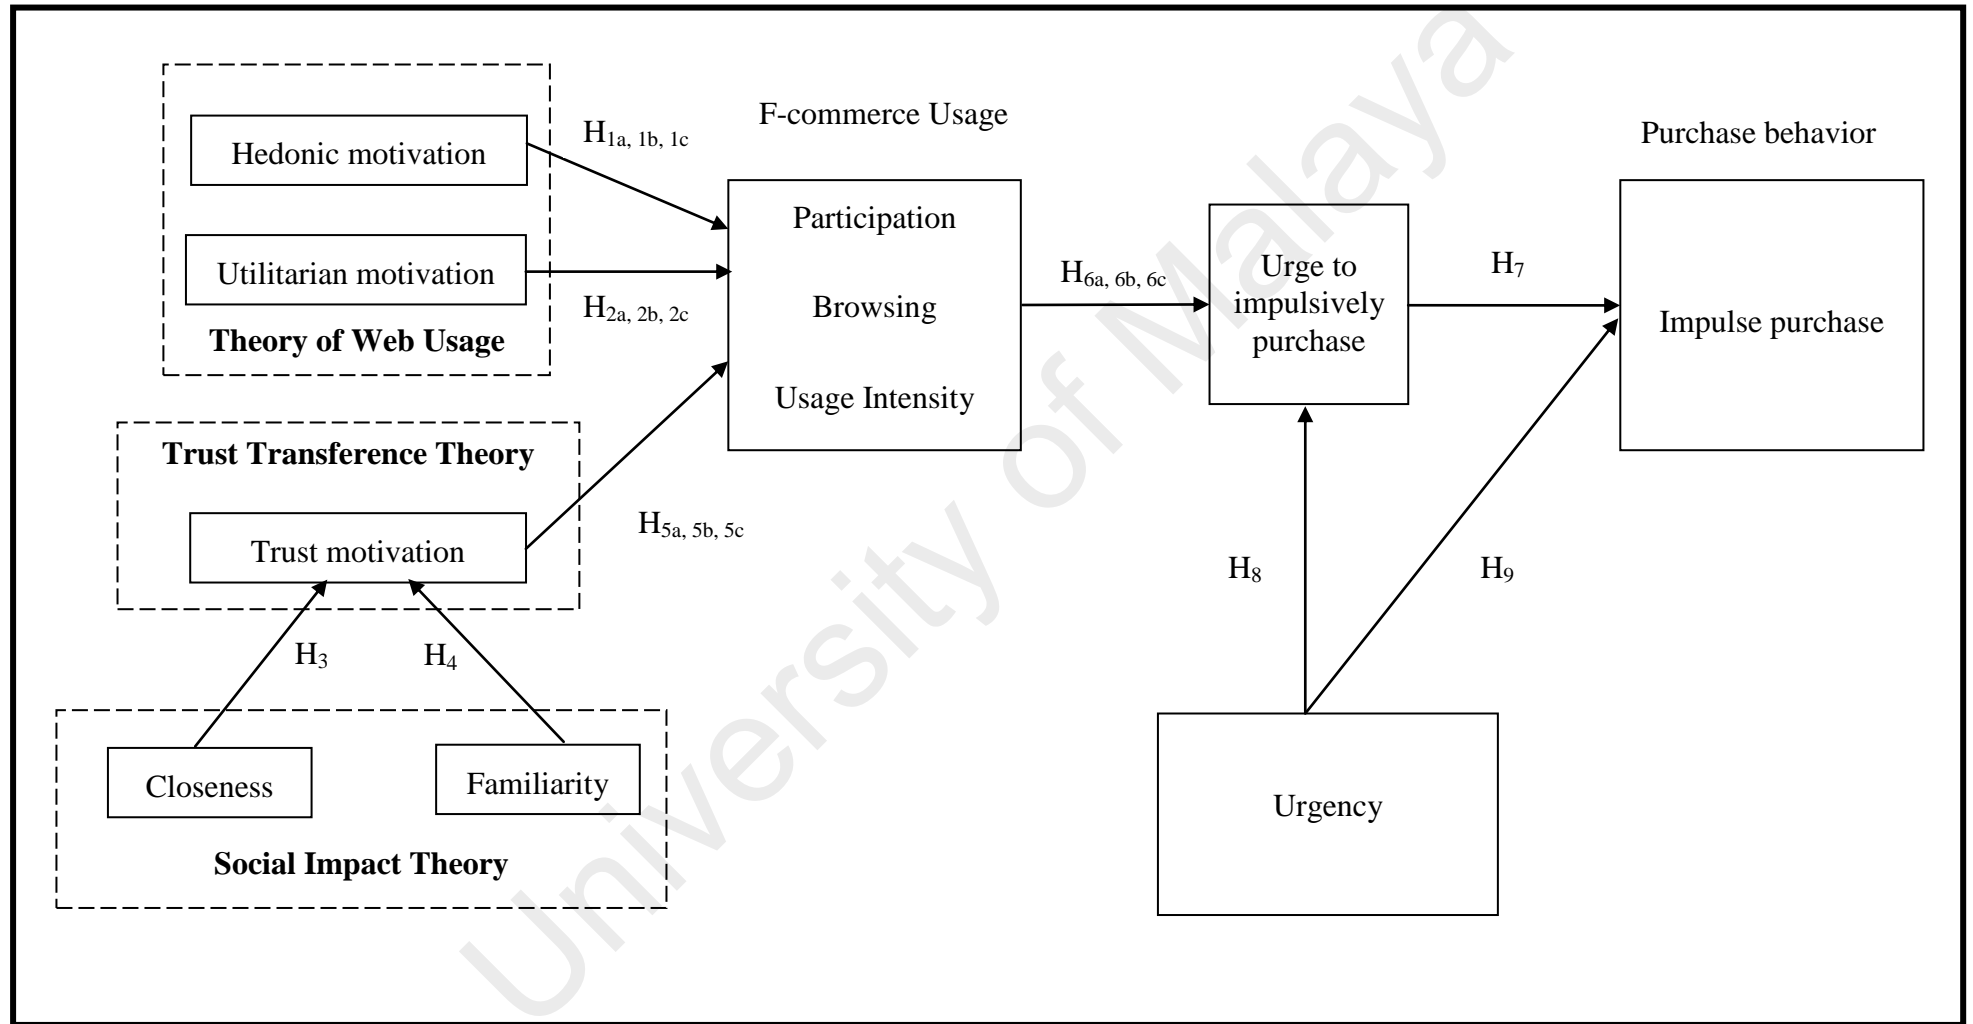 F-commerce Usage
Purchase behavior
Hedonic motivation
H1a, 1b, 1c
Utilitarian motivation
H2a, 2b, 2c
Theory of Web Usage
Participation
Browsing
Usage Intensity
H6a, 6b, 6c
Urge to
impulsively
purchase
H7
Impulse purchase
Trust Transference Theory
Trust motivation
H5a, 5b, 5c
H3
H4
Closeness
Familiarity
Social Impact Theory
H8
H9
Urgency
University of Malaya